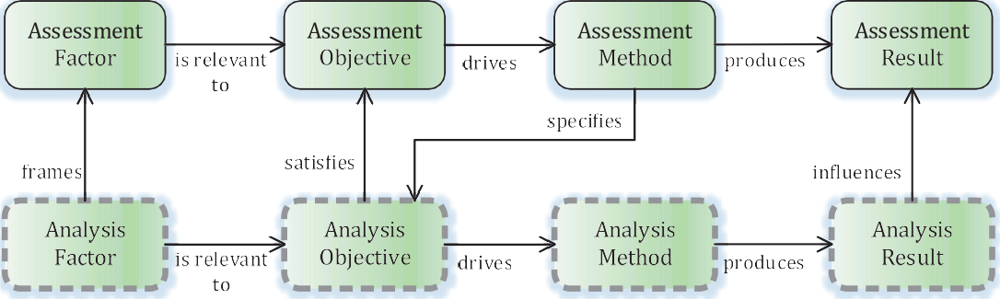 Assessment
Factor
is relevant
to
Assessment
Objective
drives
Assessment
Method
produces
Assessment
Result
frames
satisfies
specifies
influences
Analysis
Factor
is relevant
to
Analysis
Objective
drives
Analysis
Method
produces
Analysis
Result